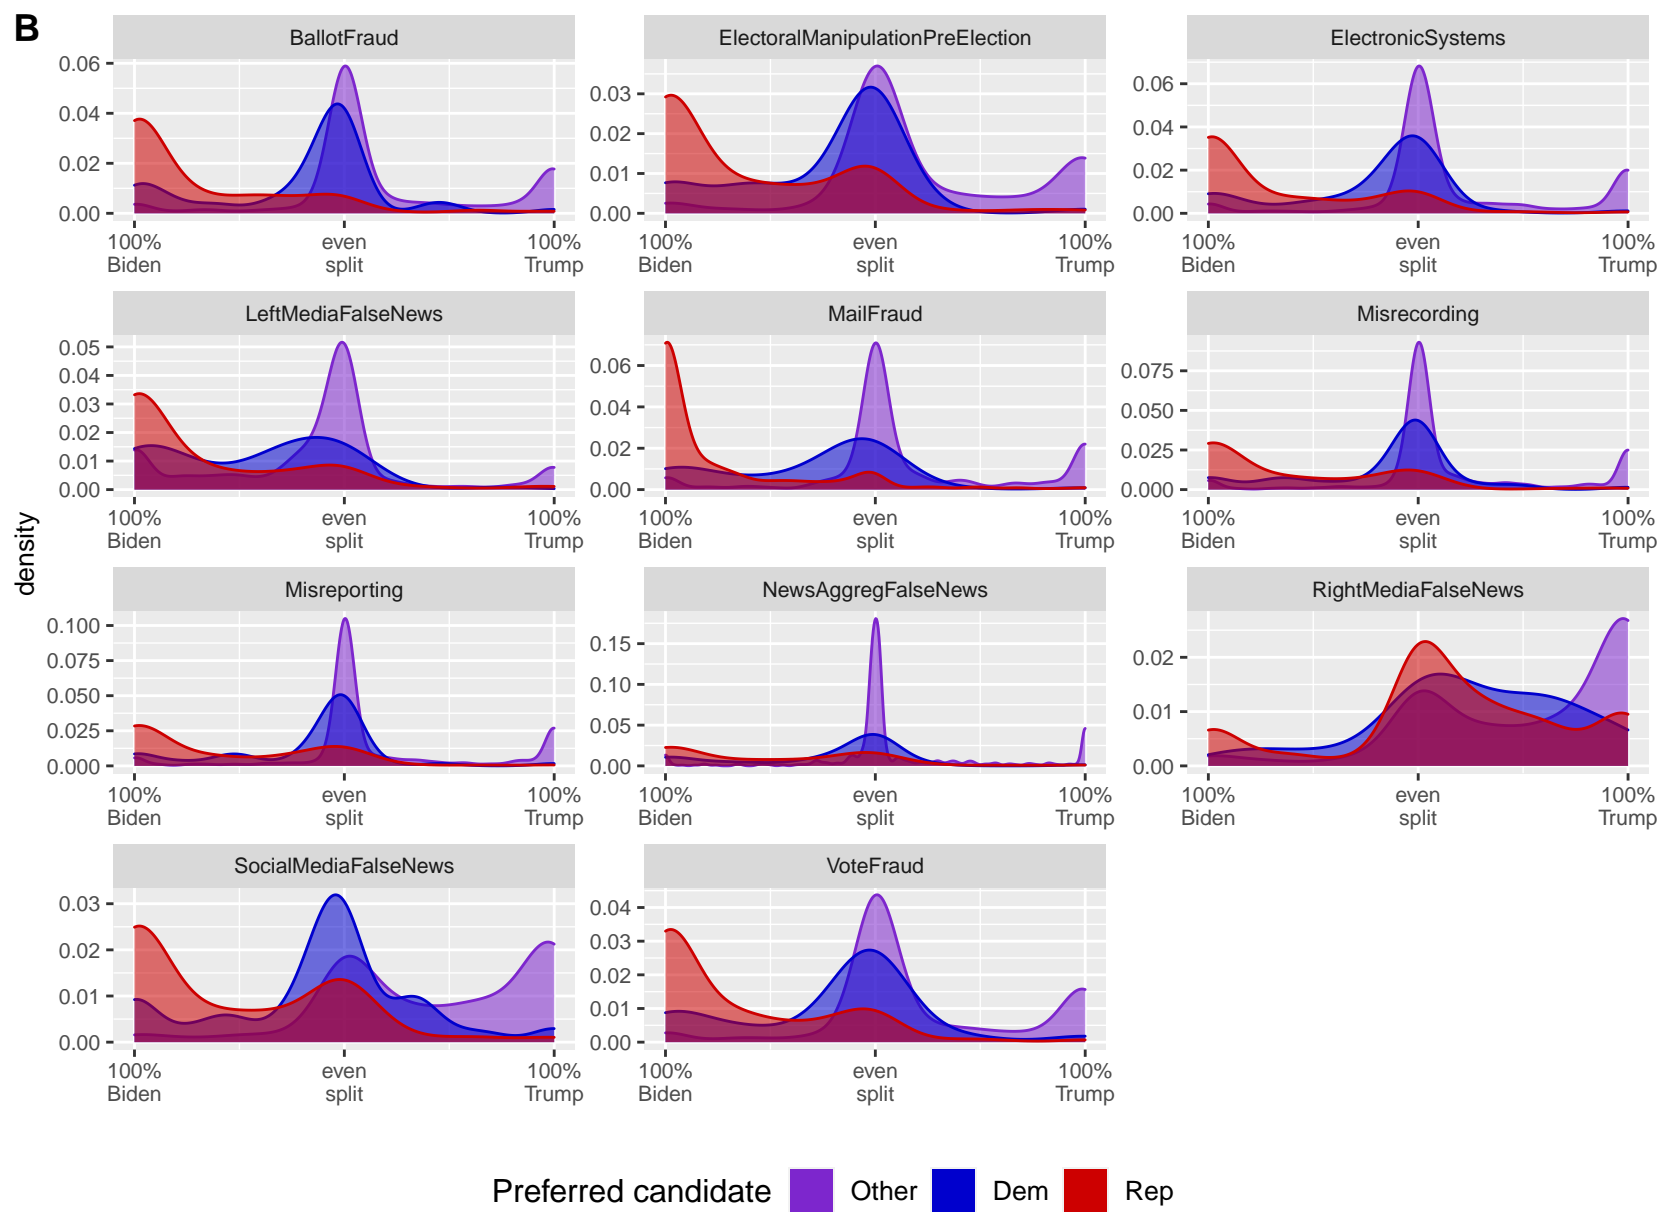 B
BallotFraud
ElectoralManipulationPreElection
ElectronicSystems
0.06
0.04
0.02
0.00
0.03
0.02
0.01
0.00
0.06
0.04
0.02
0.00
100%
Biden
even
split
100%
Trump
100%
Biden
even
split
100%
Trump
100%
Biden
even
split
100%
Trump
LeftMediaFalseNews
MailFraud
Misrecording
0.05
0.04
0.03
0.02
0.01
0.00
0.06
0.04
0.02
0.00
0.075
0.050
0.025
0.000
100%
Biden
even
split
100%
Trump
100%
Biden
even
split
100%
Trump
100%
Biden
even
split
100%
Trump
density
Misreporting
NewsAggregFalseNews
RightMediaFalseNews
0.100
0.075
0.050
0.025
0.000
0.15
0.10
0.05
0.00
0.02
0.01
0.00
100%
Biden
even
split
100%
Trump
100%
Biden
even
split
100%
Trump
100%
Biden
even
split
100%
Trump
SocialMediaFalseNews
VoteFraud
0.03
0.02
0.01
0.00
0.04
0.03
0.02
0.01
0.00
100%
Biden
even
split
100%
Trump
100%
Biden
even
split
100%
Trump
Preferred candidate Other Dem Rep